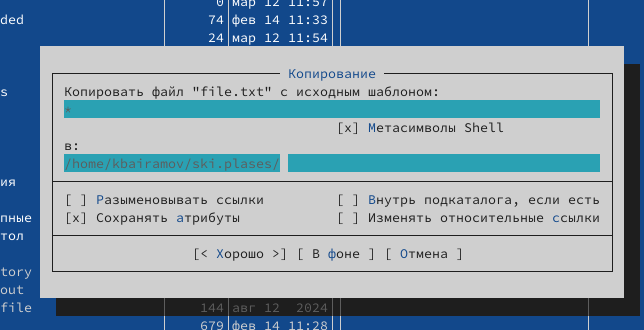 0 мар 12 11:57
ded 74 фев 14 11:33
24 мар 12 11:54
Копирование
Копировать файл "file.txt" с исходным шаблоном:
*
s
[x] Метасимволы Shell
в:
/home/kbairamov/ski.plases/
ия
[ ] Разыменовывать ссылки [ ] Внутрь подкаталога, если есть
пные [x] Сохранять атрибуты [ ] Изменять относительные ссылки
тол
[< Хорошо >] [ В фоне ] [ Отмена ]
tory
out
file 144 авг 12 2024
679 фев 14 11:28